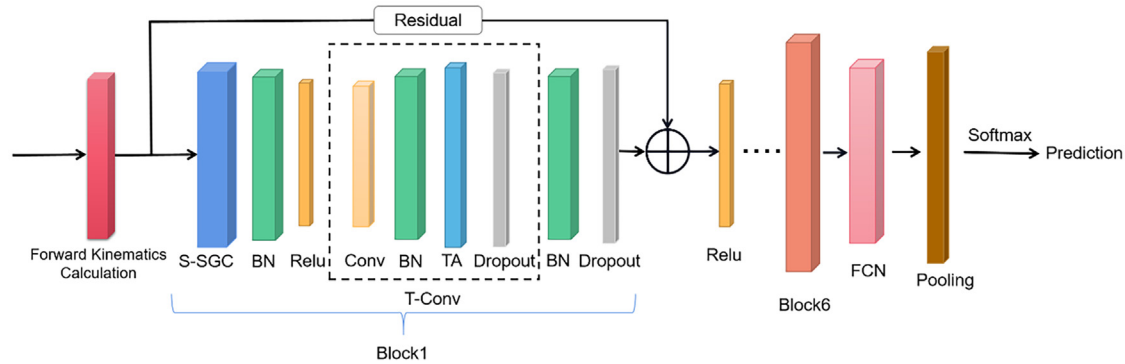 Residual
Softmax
Prediction
Forward Kinematics
Calculation
S-SGC
BN
Relu
Conv
BN
TA
Dropout
BN
Dropout
Relu
FCN
Pooling
T-Conv
Block6
Block1